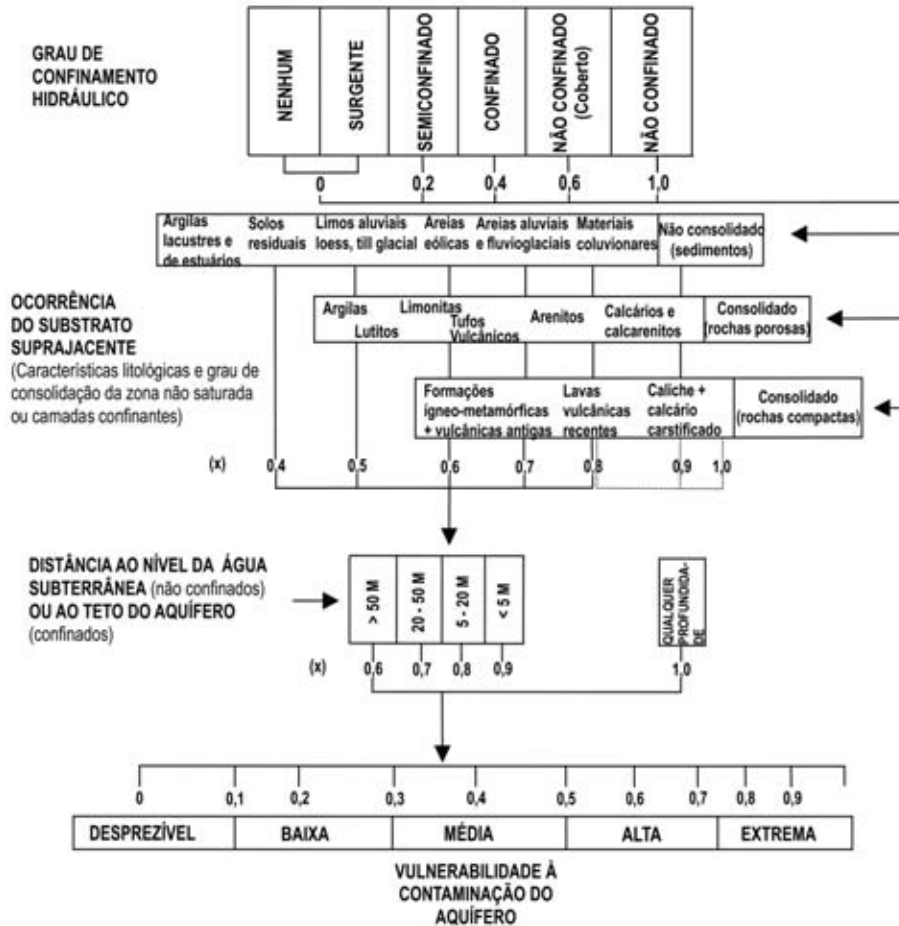 GRAU DE
CONFINAMENTO
HIDRÁULICO
NENHUM
SURGENTE
SEMICONFINADO
CONFINADO
NÃO CONFINADO
(Coberto)
NÃO CONFINADO
0
0,2
0,4
0,6
1,0
Argilas
lacustres e
de estuários
Solos
residuais
Limos aluviais
loess, till glacial
Areias
eólicas
Areias aluviais
e fluvioglaciais
Materiais
coluvionares
Não consolidado
(sedimentos)
OCORRÊNCIA
DO SUBSTRATO
SUPRAJACENTE
(Características litológicas e grau de
consolidação da zona não saturada
ou camadas confinantes)
Argilas
Lutitos
Limonitas
Tufos
Vulcânicos
Arenitos
Calcários e
calcarenitos
Consolidado
(rochas porosas)
Formações
ígneo-metamórficas
+ vulcânicas antigas
Lavas
vulcânicas
recentes
Caliche +
calcário
carstificado
Consolidado
(rochas compactas)
(x)
0,4
0,5
0,6
0,7
0,8
0,9
1,0
DISTÂNCIA AO NÍVEL DA ÁGUA
SUBTERRÂNEA (não confinados)
OU AO TETO DO AQUÍFERO
(confinados)
> 50 M
20 - 50 M
5 - 20 M
< 5 M
QUALQUER
PROFUNDIDA-
DE
(x)
0,6
0,7
0,8
0,9
1,0
0
0,1
0,2
0,3
0,4
0,5
0,6
0,7
0,8
0,9
DESPREZÍVEL
BAIXA
MÉDIA
ALTA
EXTREMA
VULNERABILIDADE À
CONTAMINAÇÃO DO
AQUÍFERO